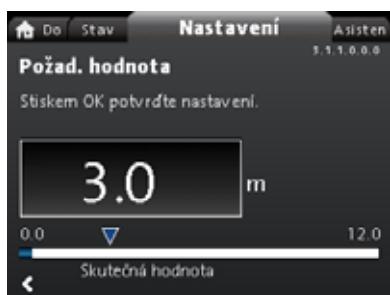 Do Stav Nastavení Asisten
3.1.1.0.0.0
Požad. hodnota
Stiskem OK potvrďte nastavení.
3.0 m
0.0 12.0
Skutečná hodnota